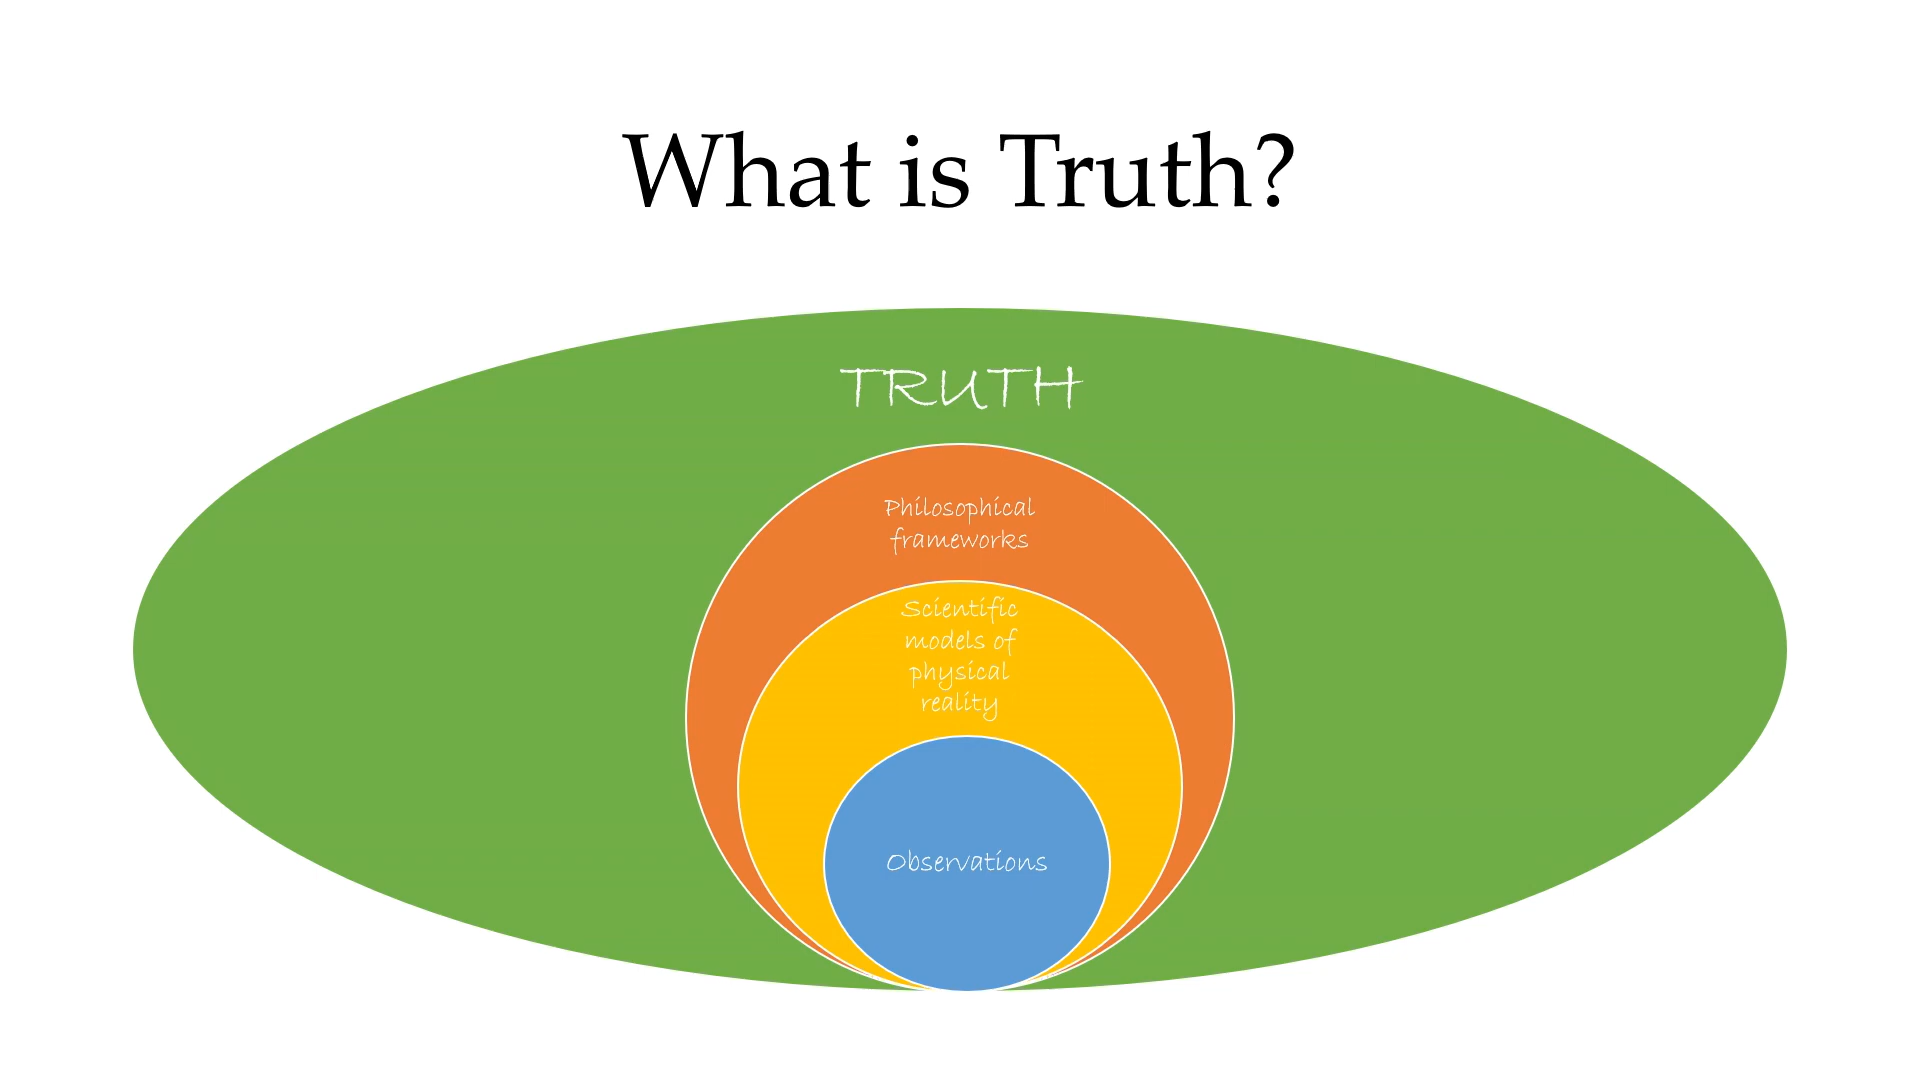 What is Truth?
TRUTH
Philosophical
frameworks
Scientific
models of
physical
reality
Observations